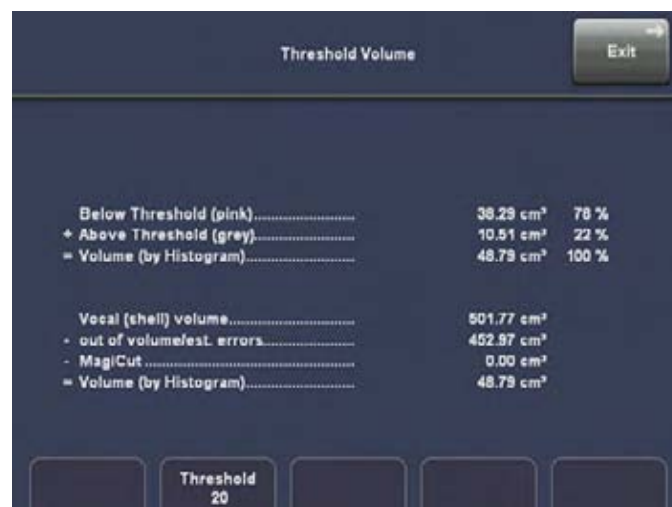 Threshold Volume
Exit
Below Threshold (pink)........................ 38.29 cm³ 78 %
+ Above Threshold (grey)........................ 10.51 cm³ 22 %
= Volume (by Histogram)........................ 48.79 cm³ 100 %
Vocal (shell) volume........................ 501.77 cm³
- out of volume/est. errors........................ 452.97 cm³
- MagiCut........................ 0.00 cm³
= Volume (by Histogram)........................ 48.79 cm³
Threshold
20